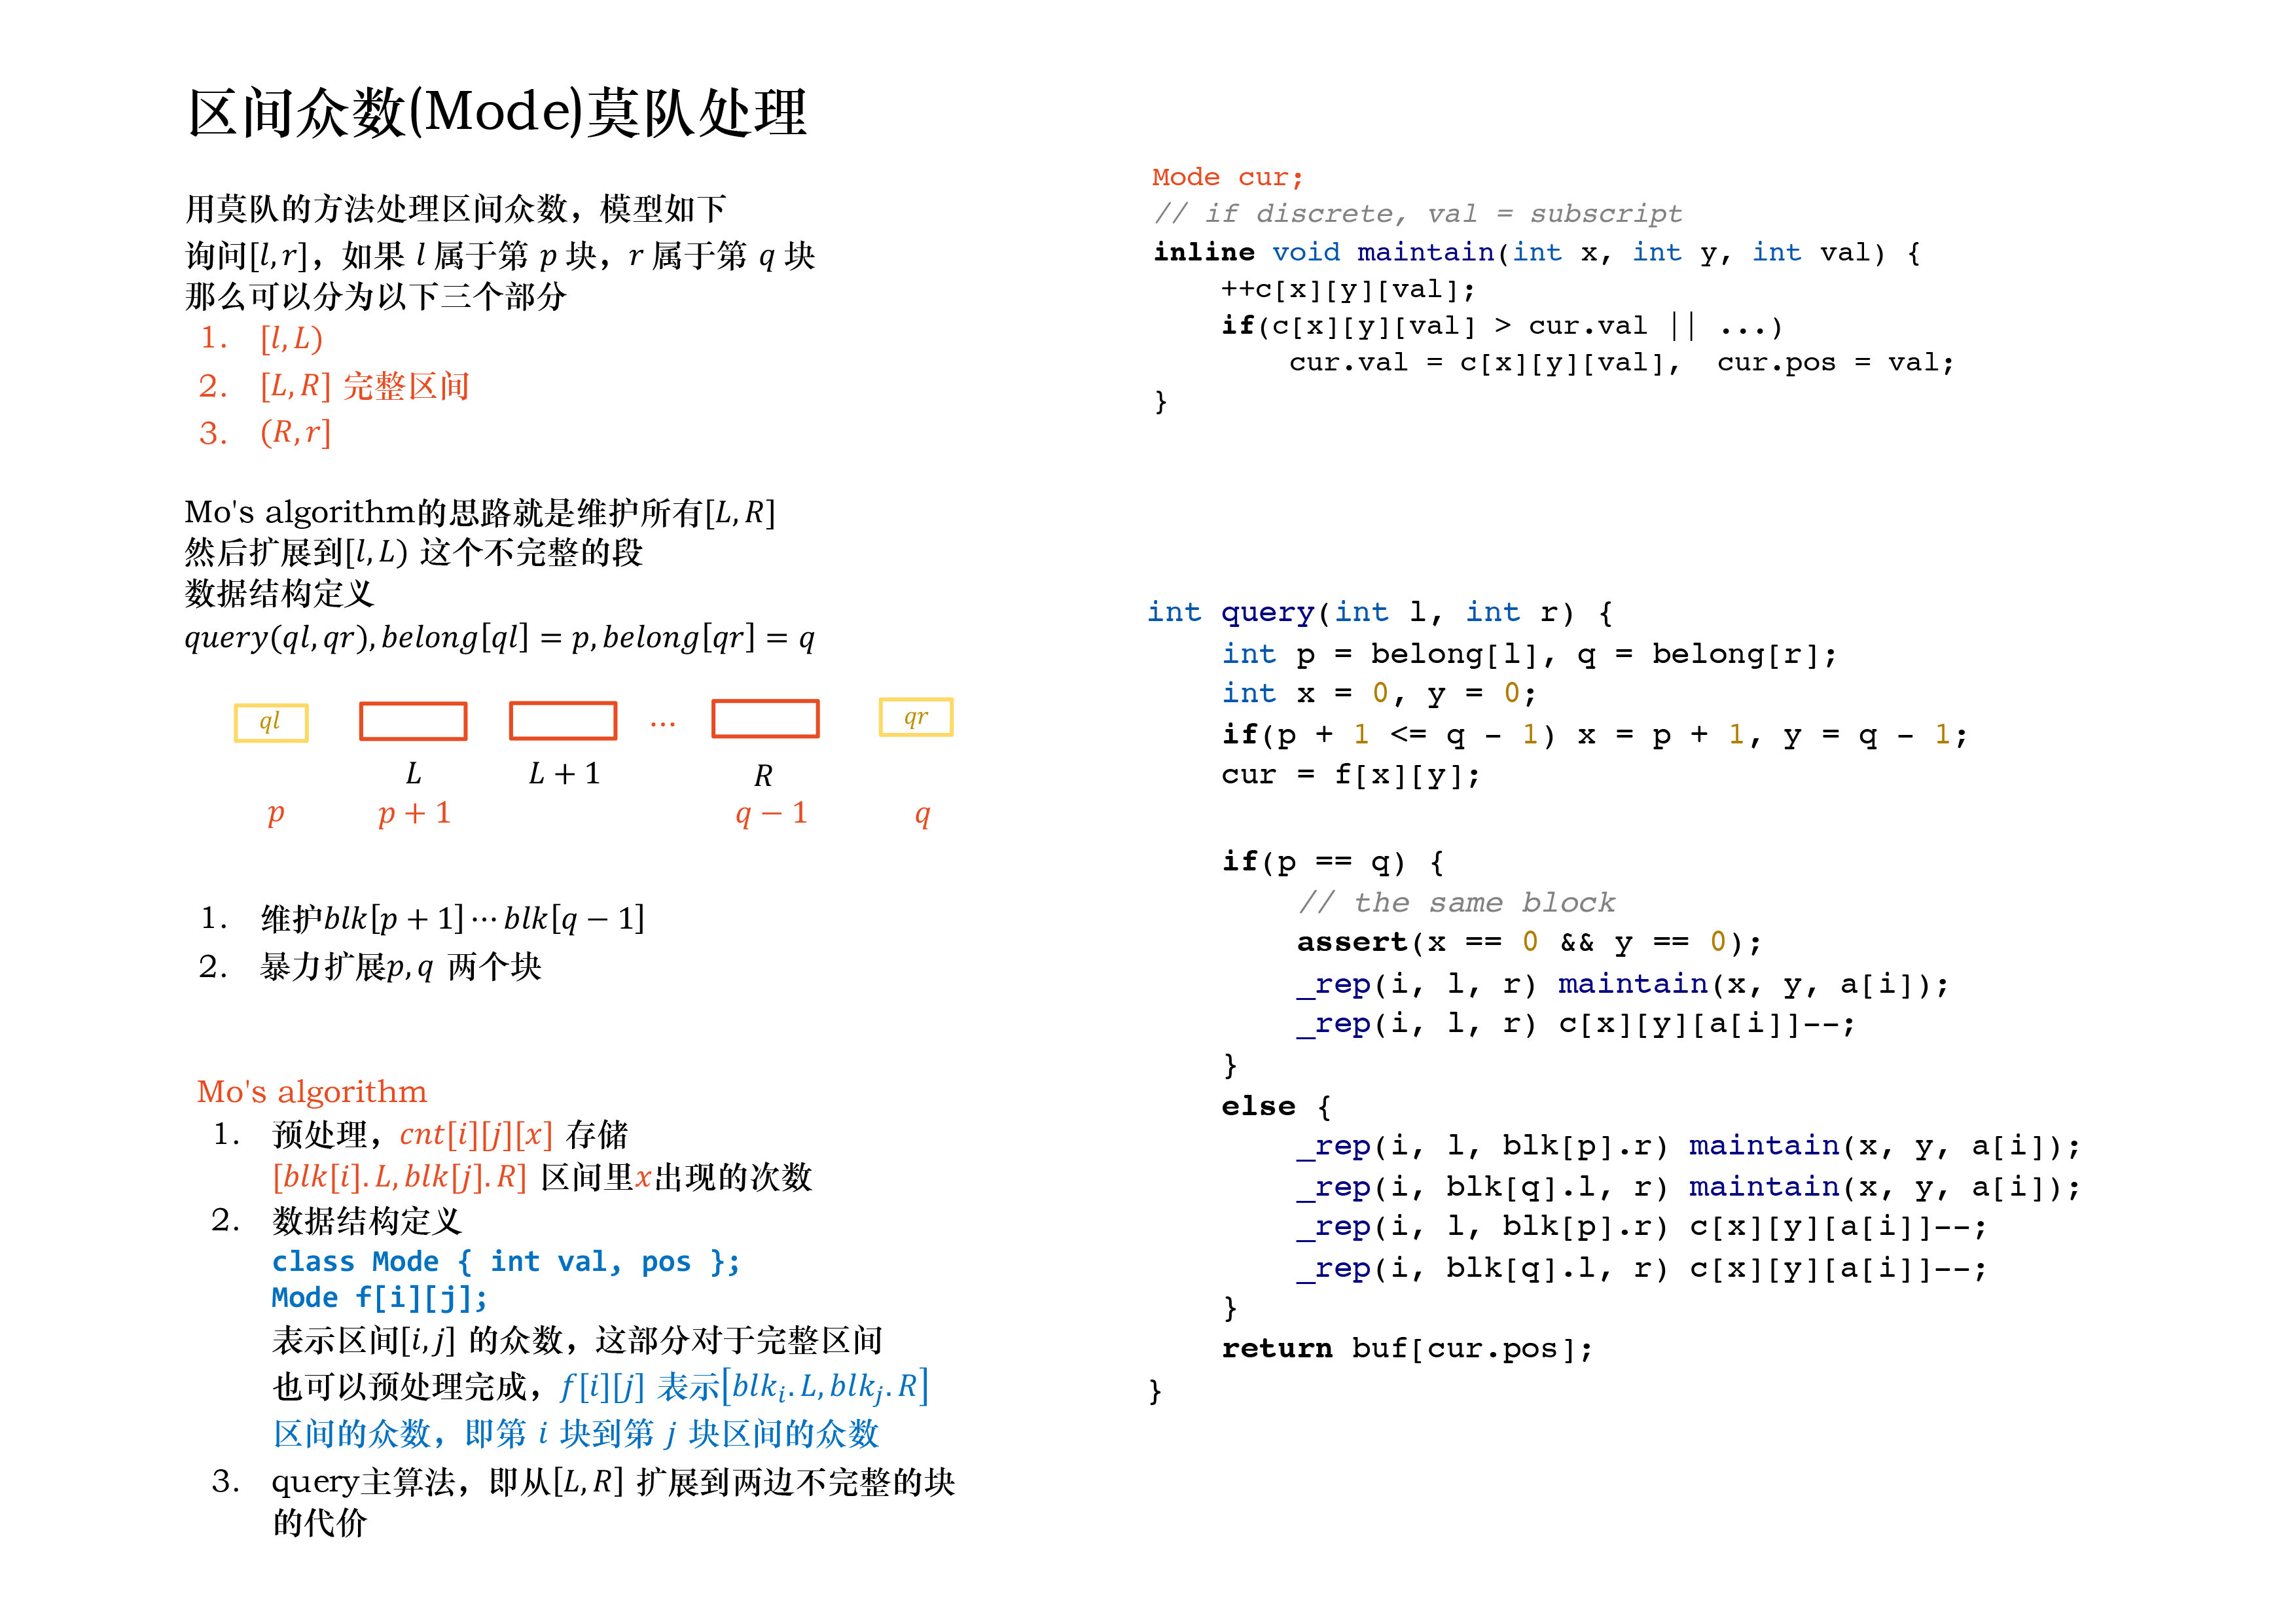 区间众数(Mode)莫队处理
用莫队的方法处理区间众数，模型如下
询问[l, r]，如果 l 属于第 p 块，r 属于第 q 块
那么可以分为以下三个部分
1. [l, L)
2. [L, R] 完整区间
3. (R, r]
Mo's algorithm的思路就是维护所有[L, R]
然后扩展到[l, L) 这个不完整的段
数据结构定义
query(ql, qr), belong[ql] = p, belong[qr] = q
ql ... qr
L L + 1 R
p p + 1 q − 1 q
1. 维护blk[p + 1] ⋯ blk[q − 1]
2. 暴力扩展p, q 两个块
Mo's algorithm
1. 预处理，cnt[i][j][x] 存储
[blk[i]. L, blk[j]. R] 区间里x出现的次数
2. 数据结构定义
class Mode { int val, pos };
Mode f[i][j];
表示区间[i, j] 的众数，这部分对于完整区间
也可以预处理完成，f[i][j] 表示[blkᵢ. L, blkⱼ. R]
区间的众数，即第 i 块到第 j 块区间的众数
3. query主算法，即从[L, R] 扩展到两边不完整的块
的代价
Mode cur;
// if discrete, val = subscript
inline void maintain(int x, int y, int val) {
    ++c[x][y][val];
    if(c[x][y][val] > cur.val || ...)
        cur.val = c[x][y][val],  cur.pos = val;
}
int query(int l, int r) {
    int p = belong[l], q = belong[r];
    int x = 0, y = 0;
    if(p + 1 <= q - 1) x = p + 1, y = q - 1;
    cur = f[x][y];
    if(p == q) {
        // the same block
        assert(x == 0 && y == 0);
        _rep(i, l, r) maintain(x, y, a[i]);
        _rep(i, l, r) c[x][y][a[i]]--;
    }
    else {
        _rep(i, l, blk[p].r) maintain(x, y, a[i]);
        _rep(i, blk[q].l, r) maintain(x, y, a[i]);
        _rep(i, l, blk[p].r) c[x][y][a[i]]--;
        _rep(i, blk[q].l, r) c[x][y][a[i]]--;
    }
    return buf[cur.pos];
}